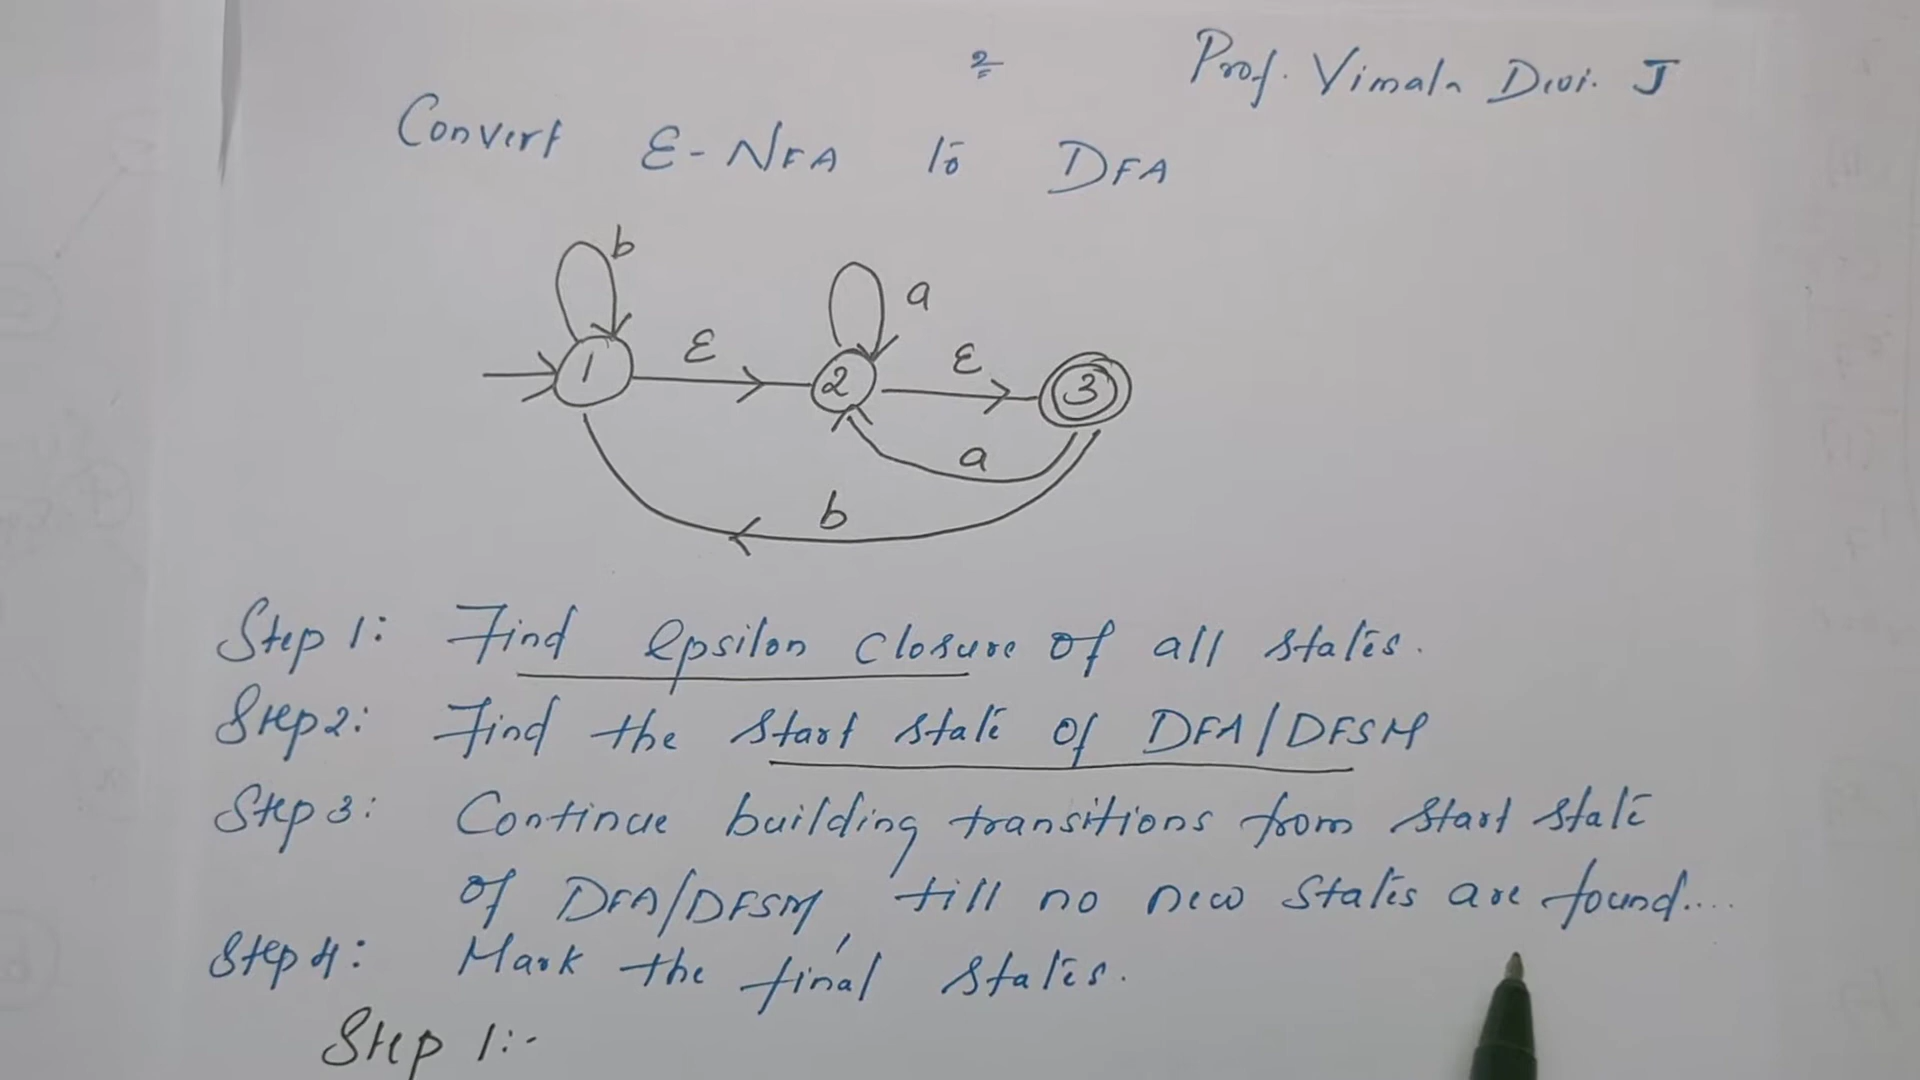 2
Prof. Vimala Devi. J
Convert ε-NFA to DFA
b
a
ε
ε
1
2
3
a
b
Step 1: Find epsilon closure of all states.
Step 2: Find the start state of DFA/DFSM
Step 3: Continue building transitions from start state
of DFA/DFSM, till no new states are found....
Step 4: Mark the final states.
Step 1:-